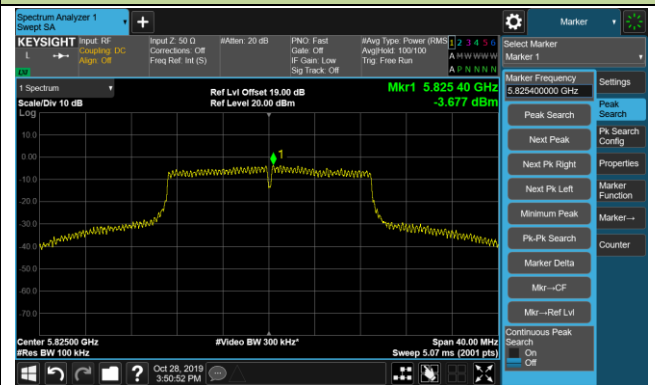 Spectrum Analyzer 1
Swept SA
+
Marker
KEYSIGHT
L
Input: RF
Coupling: DC
Align: Off
Input Z: 50 Ω
Corrections: Off
Freq Ref: Int (S)
#Atten: 20 dB
PNO: Fast
Gate: Off
IF Gain: Low
Sig Track: Off
#Avg Type: Power (RMS
Avg|Hold: 100/100
Trig: Free Run
1 2 3 4 5 6
A W W W W W
A P N N N N
Select Marker
Marker 1
1 Spectrum
Scale/Div 10 dB
Log
Ref Lvl Offset 19.00 dB
Ref Level 20.00 dBm
Mkr1 5.825 40 GHz
-3.677 dBm
10.0
0.00
-10.0
-20.0
-30.0
-40.0
-50.0
-60.0
-70.0
1
Center 5.82500 GHz
#Res BW 100 kHz
#Video BW 300 kHz*
Span 40.00 MHz
Sweep 5.07 ms (2001 pts)
Marker Frequency
5.825400000 GHz
Peak Search
Next Peak
Next Pk Right
Next Pk Left
Minimum Peak
Pk-Pk Search
Marker Delta
Mkr→CF
Mkr→Ref Lvl
Continuous Peak
Search
On
Off
Settings
Peak
Search
Pk Search
Config
Properties
Marker
Function
Marker→
Counter
?
Oct 28, 2019
3:50:52 PM